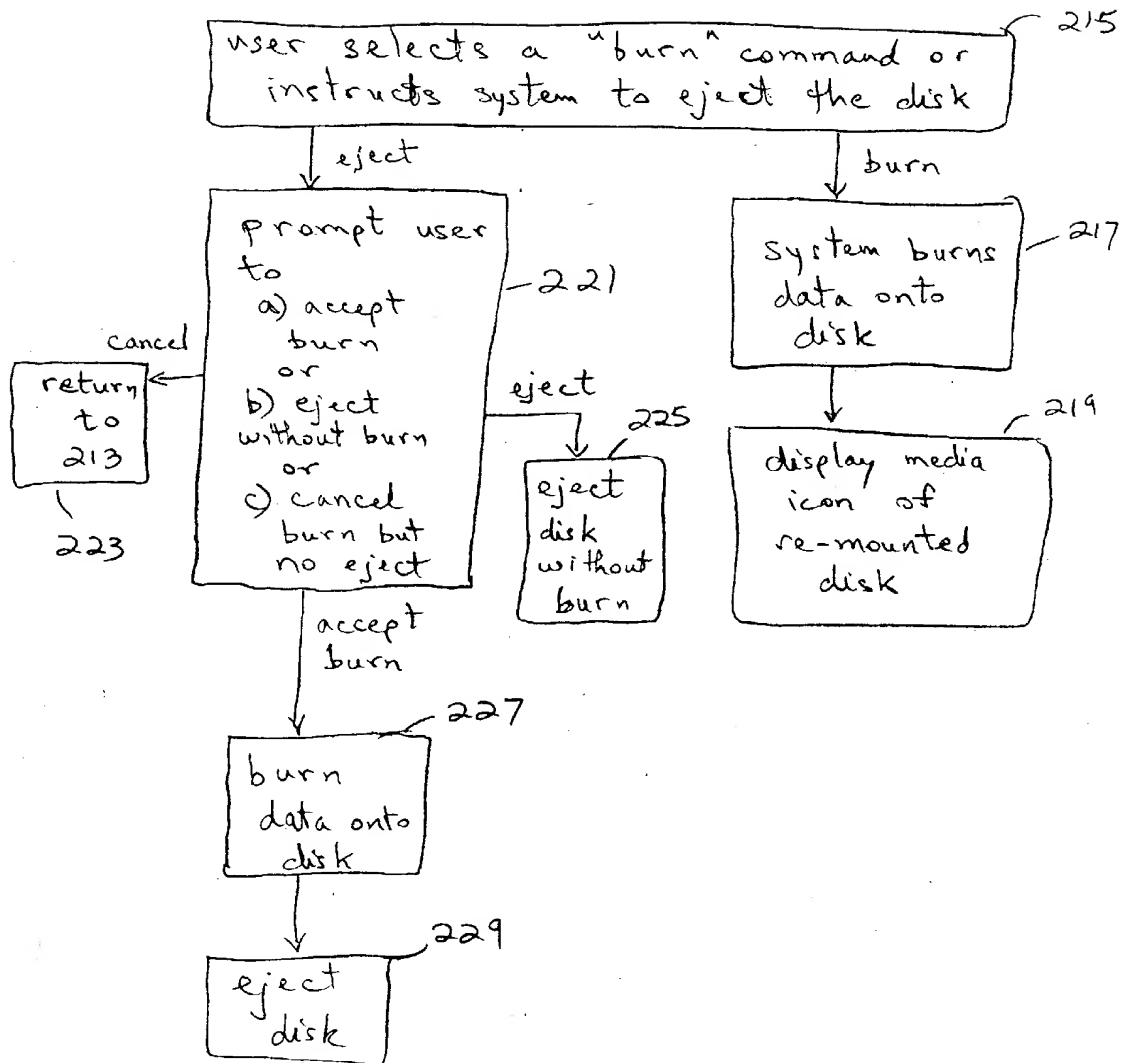 215
user selects a "burn" command or
instructs system to eject the disk
eject
burn
prompt user
to
a) accept
burn
or
b) eject
without burn
or
c) cancel
burn but
no eject
221
cancel
return
to
213
223
eject
225
eject
disk
without
burn
system burns
data onto
disk
217
219
display media
icon of
re-mounted
disk
accept
burn
227
burn
data onto
disk
229
eject
disk